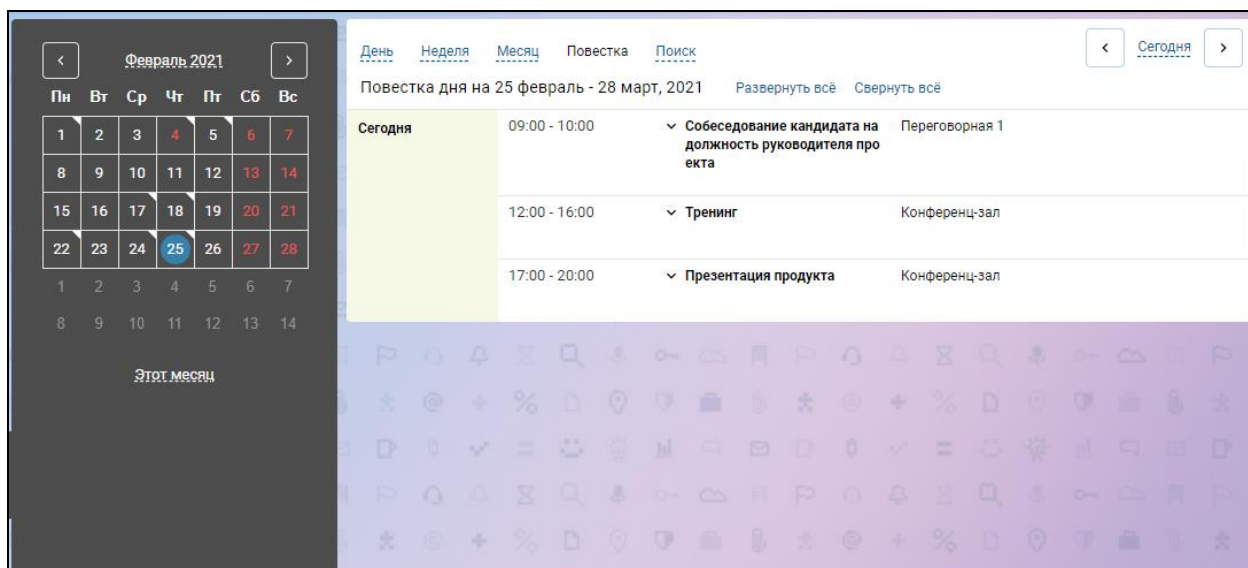 Февраль 2021
Пн Вт Ср Чт Пт Сб Вс
1 2 3 4 5 6 7
8 9 10 11 12 13 14
15 16 17 18 19 20 21
22 23 24 25 26 27 28
1 2 3 4 5 6 7
8 9 10 11 12 13 14
Этот месяц
День Неделя Месяц Повестка Поиск
Сегодня
Повестка дня на 25 февраль - 28 март, 2021 Развернуть всё Свернуть всё
Сегодня
09:00 - 10:00 Собеседование кандидата на Переговорная 1
должность руководителя про
екта
12:00 - 16:00 Тренинг Конференц-зал
17:00 - 20:00 Презентация продукта Конференц-зал